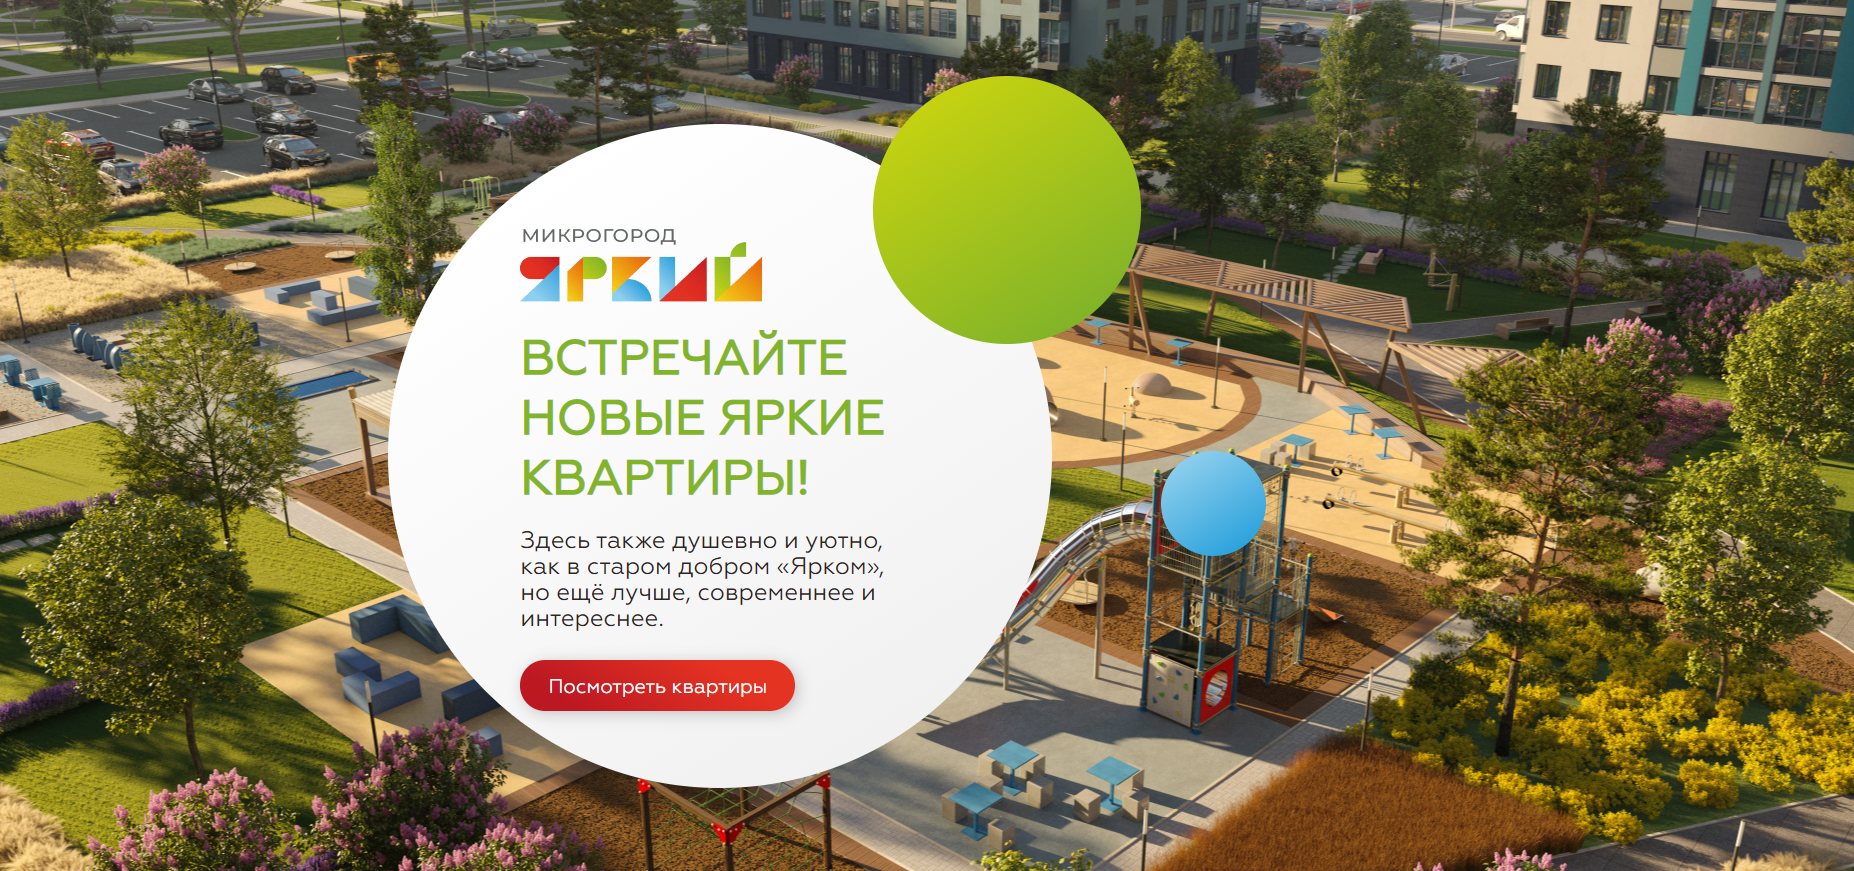 МИКРОГОРОД
ЯРКИЙ
ВСТРЕЧАЙТЕ
НОВЫЕ ЯРКИЕ
КВАРТИРЫ!
Здесь также душевно и уютно,
как в старом добром «Ярком»,
но ещё лучше, современнее и
интереснее.
Посмотреть квартиры